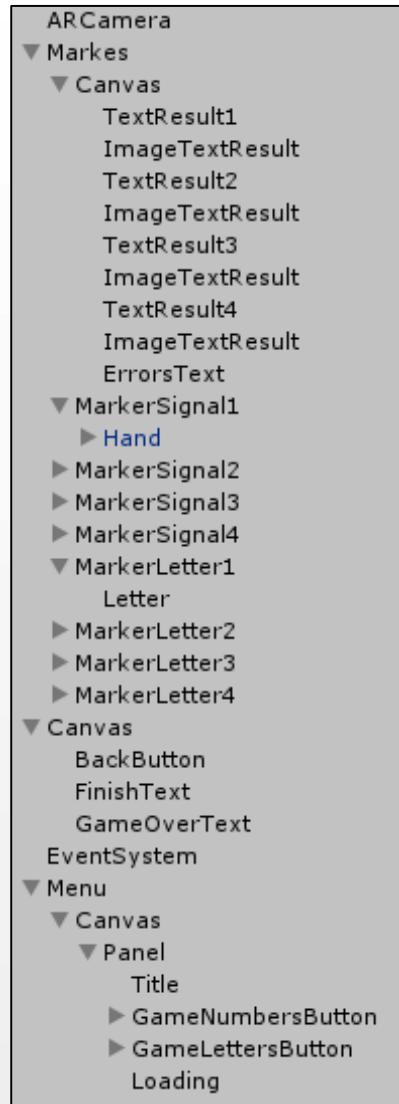 ARCamera
Markes
Canvas
TextResult1
ImageTextResult
TextResult2
ImageTextResult
TextResult3
ImageTextResult
TextResult4
ImageTextResult
ErrorsText
MarkerSignal1
Hand
MarkerSignal2
MarkerSignal3
MarkerSignal4
MarkerLetter1
Letter
MarkerLetter2
MarkerLetter3
MarkerLetter4
Canvas
BackButton
FinishText
GameOverText
EventSystem
Menu
Canvas
Panel
Title
GameNumbersButton
GameLettersButton
Loading